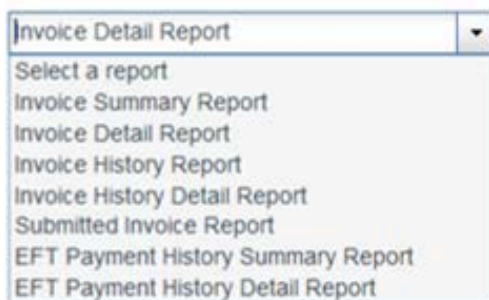 Invoice Detail Report
Select a report
Invoice Summary Report
Invoice Detail Report
Invoice History Report
Invoice History Detail Report
Submitted Invoice Report
EFT Payment History Summary Report
EFT Payment History Detail Report